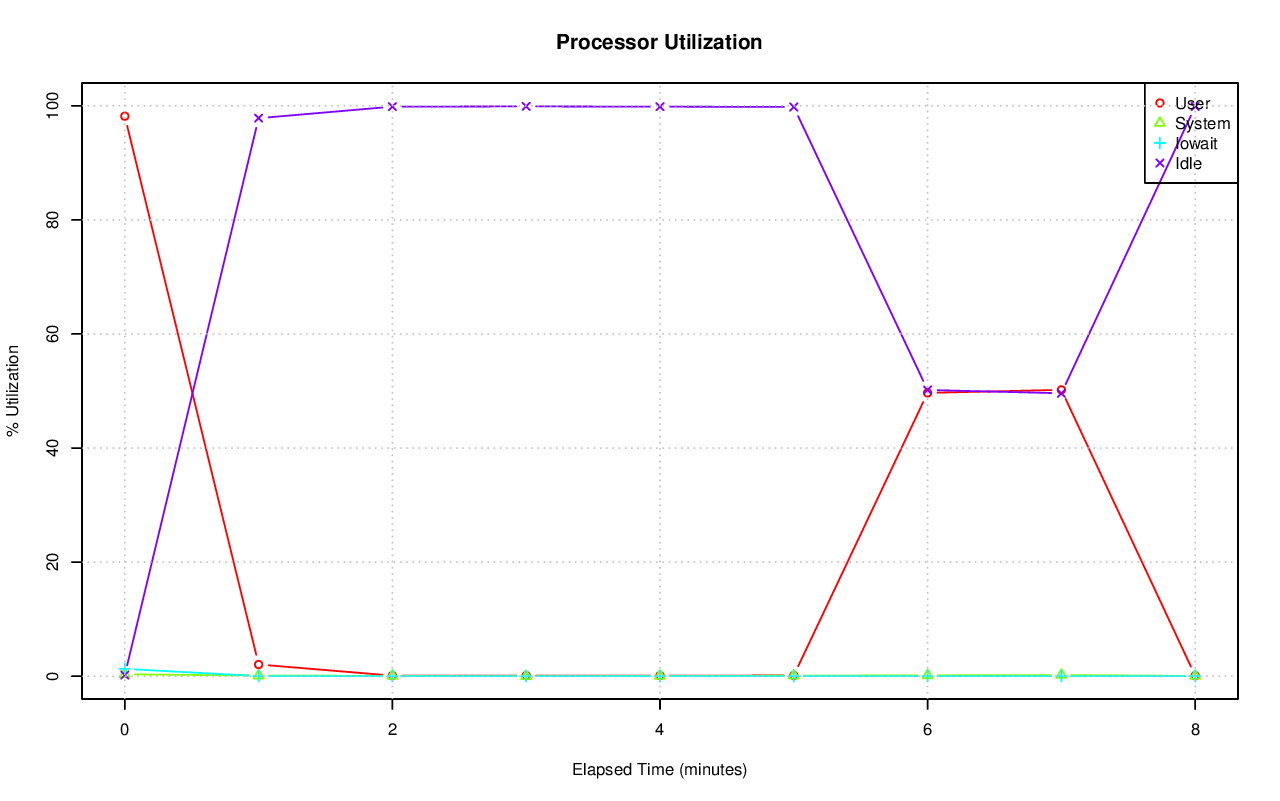 Processor Utilization
% Utilization
100
80
60
40
20
0
User
System
Iowait
Idle
0 2 4 6 8
Elapsed Time (minutes)